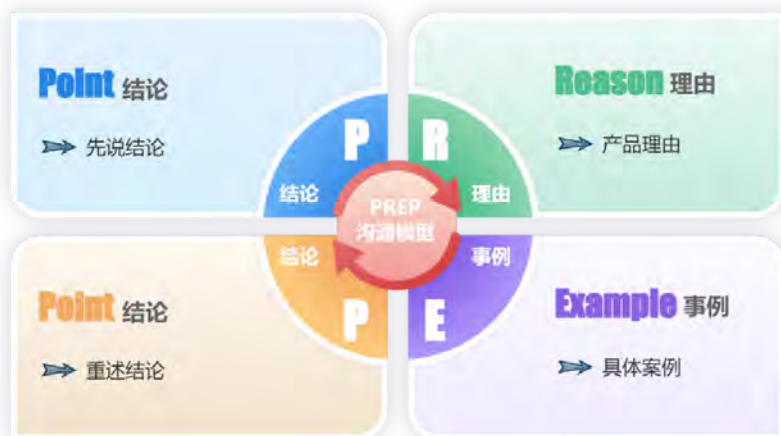 Point 结论
先说结论
Reason 理由
产品理由
P
R
结论
理由
PREP
沟通模型
结论
事例
P
E
Point 结论
重述结论
Example 事例
具体案例